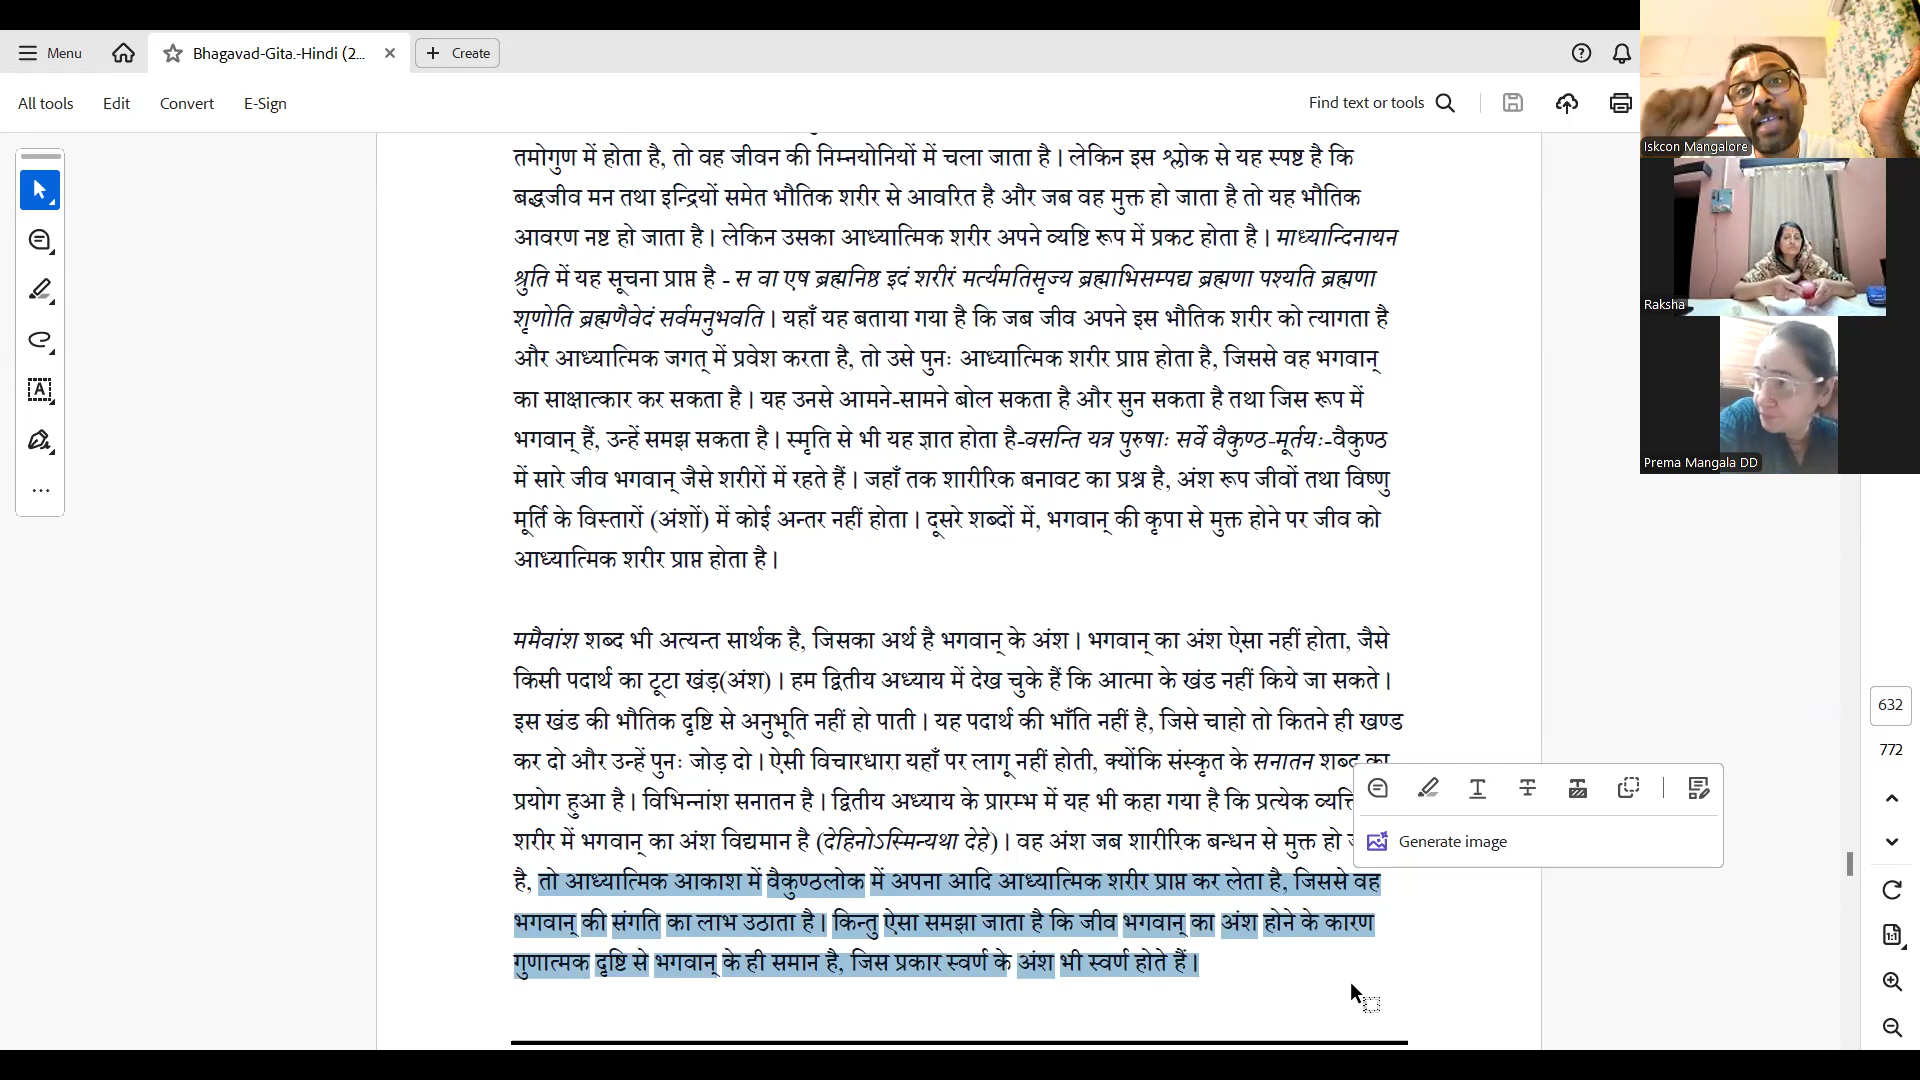 Menu
Bhagavad-Gita.-Hindi (2...
Create
All tools
Edit
Convert
E-Sign
Find text or tools
तमोगुण में होता है, तो वह जीवन की निम्नयोनियों में चला जाता है । लेकिन इस श्लोक से यह स्पष्ट है कि
बद्धजीव मन तथा इन्द्रियों समेत भौतिक शरीर से आवरित है और जब वह मुक्त हो जाता है तो यह भौतिक
आवरण नष्ट हो जाता है । लेकिन उसका आध्यात्मिक शरीर अपने व्यष्टि रूप में प्रकट होता है । माध्यान्दिनायन
श्रुति में यह सूचना प्राप्त है - स वा एष ब्रह्मनिष्ठ इदं शरीरं मर्त्यमतिसृज्य ब्रह्माभिसम्पद्य ब्रह्मणा पश्यति ब्रह्मणा
शृणोति ब्रह्मणैवेदं सर्वमनुभवति । यहाँ यह बताया गया है कि जब जीव अपने इस भौतिक शरीर को त्यागता है
और आध्यात्मिक जगत् में प्रवेश करता है, तो उसे पुनः आध्यात्मिक शरीर प्राप्त होता है, जिससे वह भगवान्
का साक्षात्कार कर सकता है । यह उनसे आमने-सामने बोल सकता है और सुन सकता है तथा जिस रूप में
भगवान् हैं, उन्हें समझ सकता है । स्मृति से भी यह ज्ञात होता है-वसन्ति यत्र पुरुषाः सर्वे वैकुण्ठ-मूर्तयः-वैकुण्ठ
में सारे जीव भगवान् जैसे शरीरों में रहते हैं । जहाँ तक शारीरिक बनावट का प्रश्न है, अंश रूप जीवों तथा विष्णु
मूर्ति के विस्तारों (अंशों) में कोई अन्तर नहीं होता । दूसरे शब्दों में, भगवान् की कृपा से मुक्त होने पर जीव को
आध्यात्मिक शरीर प्राप्त होता है ।
ममैवांश शब्द भी अत्यन्त सार्थक है, जिसका अर्थ है भगवान् के अंश । भगवान् का अंश ऐसा नहीं होता, जैसे
किसी पदार्थ का टूटा खंड़(अंश) । हम द्वितीय अध्याय में देख चुके हैं कि आत्मा के खंड नहीं किये जा सकते ।
इस खंड की भौतिक दृष्टि से अनुभूति नहीं हो पाती । यह पदार्थ की भाँति नहीं है, जिसे चाहो तो कितने ही खण्ड
कर दो और उन्हें पुनः जोड़ दो । ऐसी विचारधारा यहाँ पर लागू नहीं होती, क्योंकि संस्कृत के सनातन शब्द का
प्रयोग हुआ है । विभिन्नांश सनातन है । द्वितीय अध्याय के प्रारम्भ में यह भी कहा गया है कि प्रत्येक
शरीर में भगवान् का अंश विद्यमान है (देहिनोऽस्मिन्यथा देहे) । वह अंश जब शारीरिक बन्धन से मुक्त हो
है, तो आध्यात्मिक आकाश में वैकुण्ठलोक में अपना आदि आध्यात्मिक शरीर प्राप्त कर लेता है, जिससे वह
भगवान् की संगति का लाभ उठाता है । किन्तु ऐसा समझा जाता है कि जीव भगवान् का अंश होने के कारण
गुणात्मक दृष्टि से भगवान् के ही समान है, जिस प्रकार स्वर्ण के अंश भी स्वर्ण होते हैं ।
Generate image
632
772
Iskcon Mangalore
Raksha
Prema Mangala DD